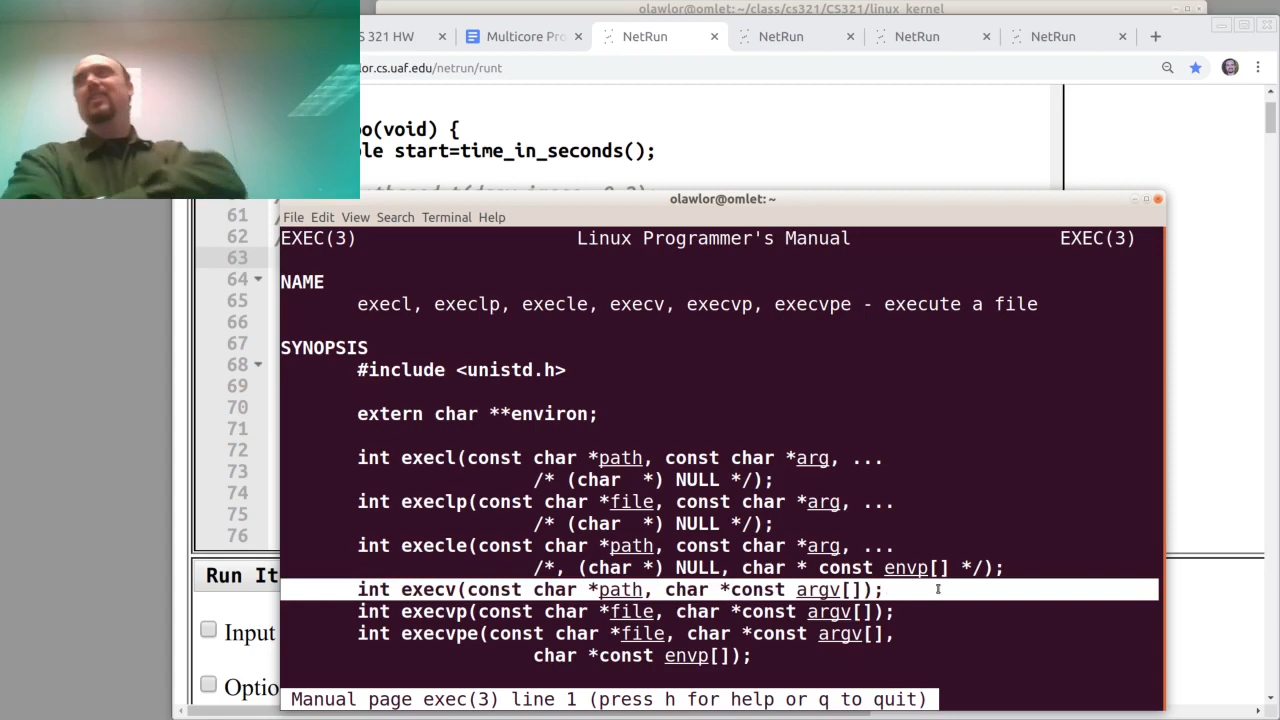 olawlor@omlet: ~/class/cs321/CS321/linux_kernel
S 321 HW
Multicore
NetRun
NetRun
NetRun
NetRun
lor.cs.uaf.edu/netrun/runt
oo(void) {
ble start=time_in_seconds();
olawlor@omlet: ~
File Edit View Search Terminal Help
61
62
63
64
65
66
67
68
69
70
71
72
73
74
75
76
EXEC(3) Linux Programmer's Manual EXEC(3)
NAME
execl, execlp, execle, execv, execvp, execvpe - execute a file
SYNOPSIS
#include <unistd.h>
extern char **environ;
int execl(const char *path, const char *arg, ...
/* (char  *) NULL */);
int execlp(const char *file, const char *arg, ...
/* (char  *) NULL */);
int execle(const char *path, const char *arg, ...
/*, (char *) NULL, char * const envp[] */);
int execv(const char *path, char *const argv[]);
int execvp(const char *file, char *const argv[]);
int execvpe(const char *file, char *const argv[],
char *const envp[]);
Manual page exec(3) line 1 (press h for help or q to quit)
Run It
Input
Optio